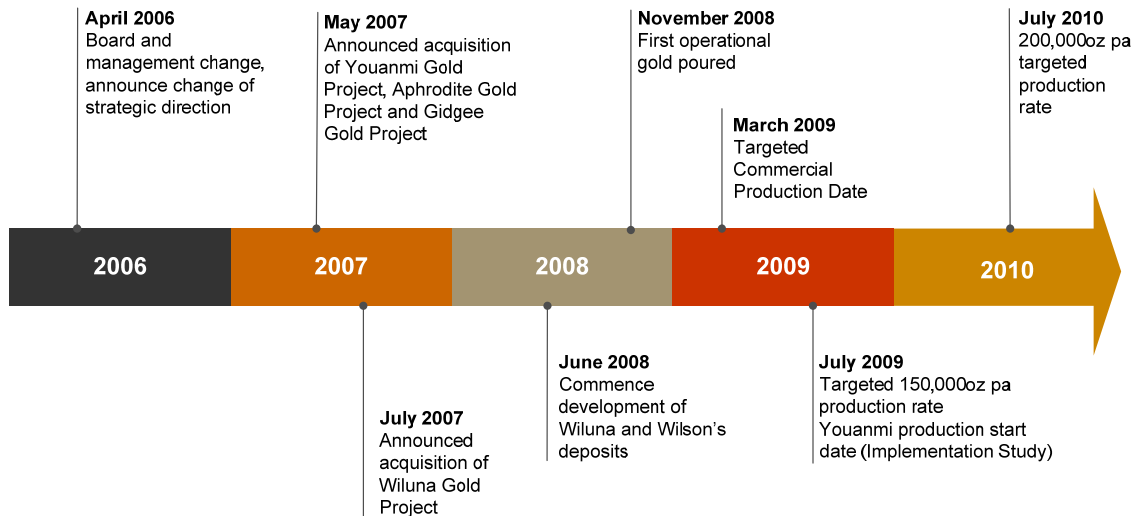 April 2006
Board and
management change,
announce change of
strategic direction
May 2007
Announced acquisition
of Youanmi Gold
Project, Aphrodite Gold
Project and Gidgee
Gold Project
November 2008
First operational
gold poured
March 2009
Targeted
Commercial
Production Date
July 2010
200,000oz pa
targeted
production
rate
2006
2007
2008
2009
2010
July 2007
Announced
acquisition of
Wiluna Gold
Project
June 2008
Commence
development of
Wiluna and Wilson’s
deposits
July 2009
Targeted 150,000oz pa
production rate
Youanmi production start
date (Implementation Study)